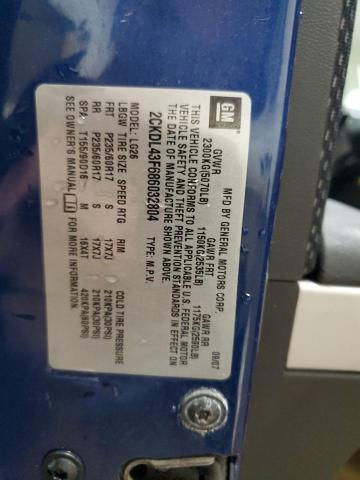 GM MFD BY GENERAL MOTORS CORP. 09/07
GVWR GAWR FRT GAWR RR
2300KG(5070LB) 1150KG(2535LB) 1175KG(2590LB)
THIS VEHICLE CONFORMS TO ALL APPLICABLE U.S. FEDERAL MOTOR
VEHICLE SAFETY AND THEFT PREVENTION STANDARDS IN EFFECT ON
THE DATE OF MANUFACTURE SHOWN ABOVE.
2CKDL43F686032804 TYPE: M.P.V.
MODEL: LG26
LBGW TIRE SIZE SPEED RTG RIM COLD TIRE PRESSURE
FRT P235/60R17 S 17X7J 210KPA(30PSI)
RR P235/60R17 S 17X7J 210KPA(30PSI)
SPA T155/90D16 M 16X4T 420KPA(60PSI)
SEE OWNER'S MANUAL FOR MORE INFORMATION.